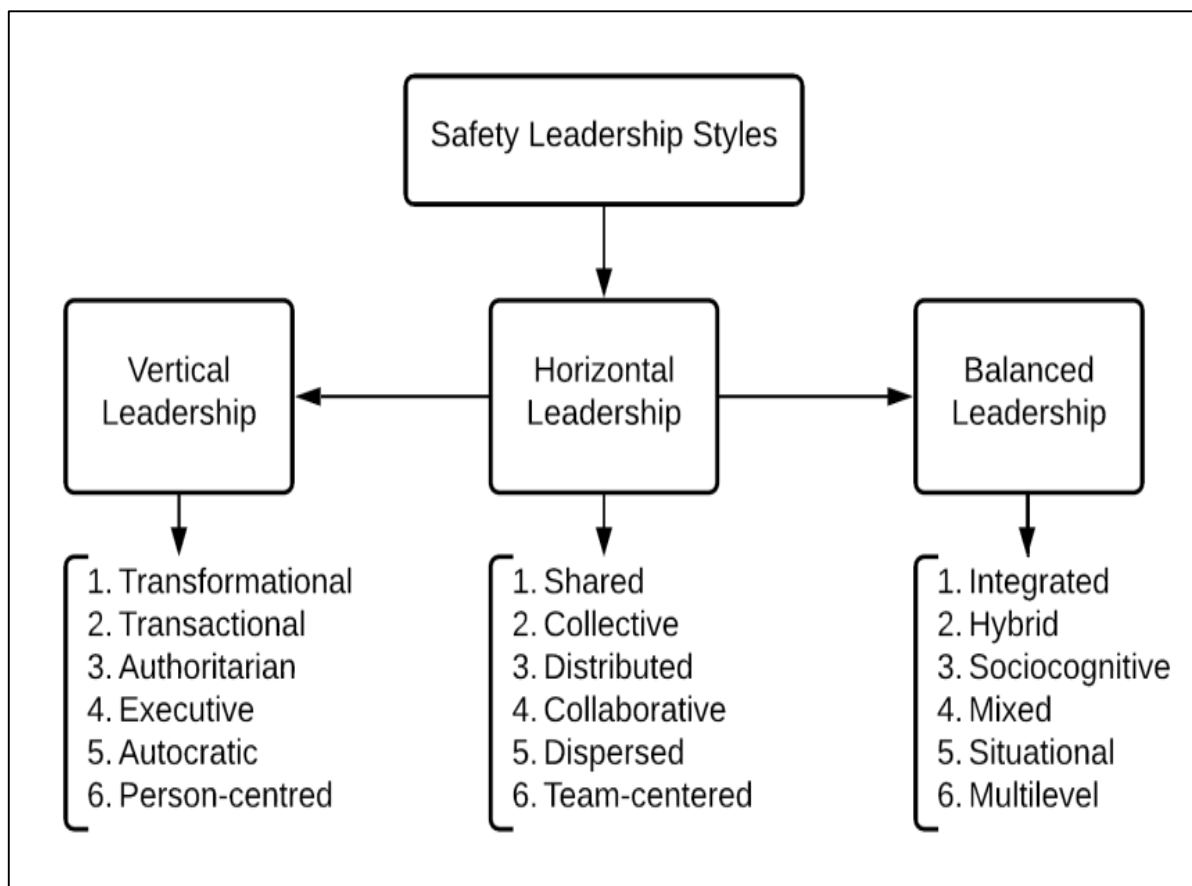 Safety Leadership Styles
Vertical
Leadership
Horizontal
Leadership
Balanced
Leadership
1. Transformational
2. Transactional
3. Authoritarian
4. Executive
5. Autocratic
6. Person-centred
1. Shared
2. Collective
3. Distributed
4. Collaborative
5. Dispersed
6. Team-centered
1. Integrated
2. Hybrid
3. Sociocognitive
4. Mixed
5. Situational
6. Multilevel